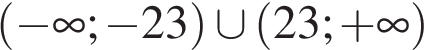 (−∞; −23) ∪ (23; +∞)